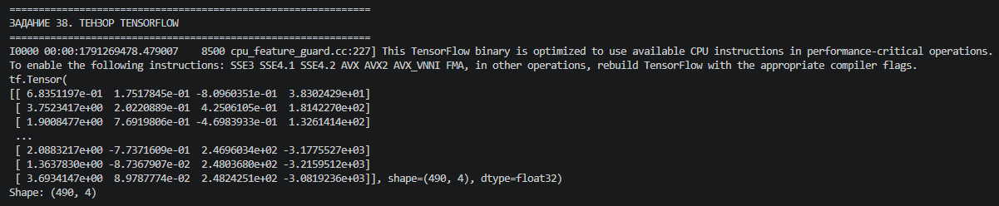 ==============================================================
ЗАДАНИЕ 38. ТЕНЗОР TENSORFLOW
==============================================================
I0000 00:00:1791269478.479007    8500 cpu_feature_guard.cc:227] This TensorFlow binary is optimized to use available CPU instructions in performance-critical operations.
To enable the following instructions: SSE3 SSE4.1 SSE4.2 AVX AVX2 AVX_VNNI FMA, in other operations, rebuild TensorFlow with the appropriate compiler flags.
tf.Tensor(
[[ 6.8351197e-01  1.7517845e-01 -8.0960351e-01  3.8302429e+01]
 [ 3.7523417e+00  2.0220889e-01  4.2506105e-01  1.8142270e+02]
 [ 1.9008477e+00  7.6919806e-01 -4.6983933e-01  1.3261414e+02]
 ...
 [ 2.0883217e+00 -7.7371609e-01  2.4696034e+02 -3.1775527e+03]
 [ 1.3637830e+00 -8.7367907e-02  2.4803680e+02 -3.2159512e+03]
 [ 3.6934147e+00  8.9787774e-02  2.4824251e+02 -3.0819236e+03]], shape=(490, 4), dtype=float32)
Shape: (490, 4)